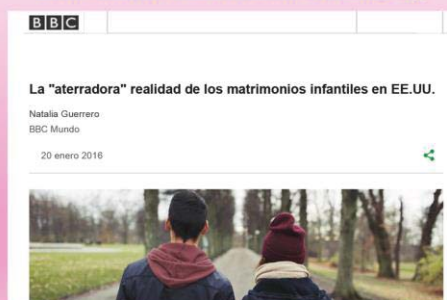 BBC
La "aterradora" realidad de los matrimonios infantiles en EE.UU.
Natalia Guerrero
BBC Mundo
20 enero 2016